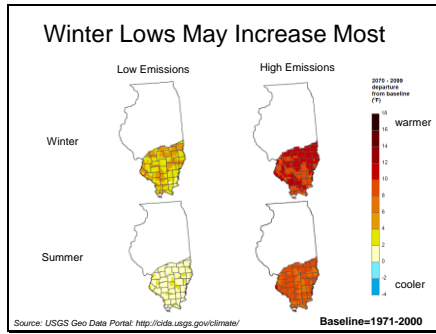 Winter Lows May Increase Most
Low Emissions
High Emissions
2070 - 2099
departure
from baseline
(°F)
18
16
14
12
10
8
6
4
2
0
-2
-4
warmer
cooler
Winter
Summer
Source: USGS Geo Data Portal: http://cida.usgs.gov/climate/
Baseline=1971-2000